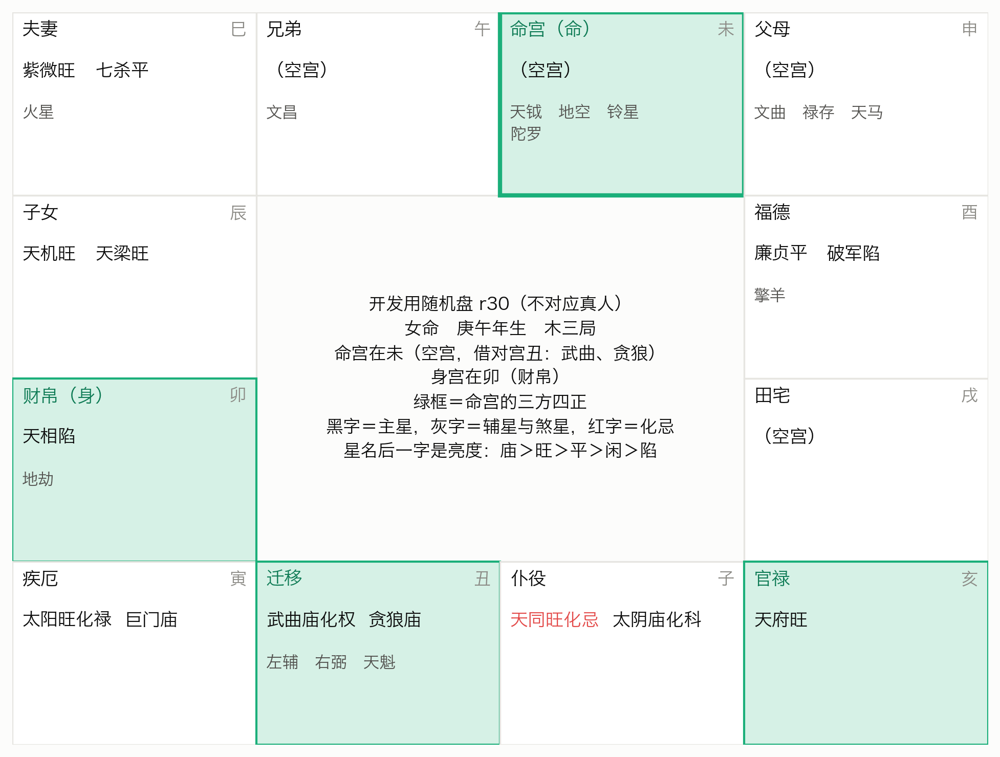 夫妻 巳
紫微旺 七杀平
火星
兄弟 午
（空宫）
文昌
命宫（命） 未
（空宫）
天钺 地空 铃星
陀罗
父母 申
（空宫）
文曲 禄存 天马
子女 辰
天机旺 天梁旺
福德 酉
廉贞平 破军陷
擎羊
开发用随机盘 r30（不对应真人）
女命 庚午年生 木三局
命宫在未（空宫，借对宫丑：武曲、贪狼）
身宫在卯（财帛）
绿框＝命宫的三方四正
黑字＝主星，灰字＝辅星与煞星，红字＝化忌
星名后一字是亮度：庙＞旺＞平＞闲＞陷
财帛（身） 卯
天相陷
地劫
田宅 戌
（空宫）
疾厄 寅
太阳旺化禄 巨门庙
迁移 丑
武曲庙化权 贪狼庙
左辅 右弼 天魁
仆役 子
天同旺化忌 太阴庙化科
官禄 亥
天府旺